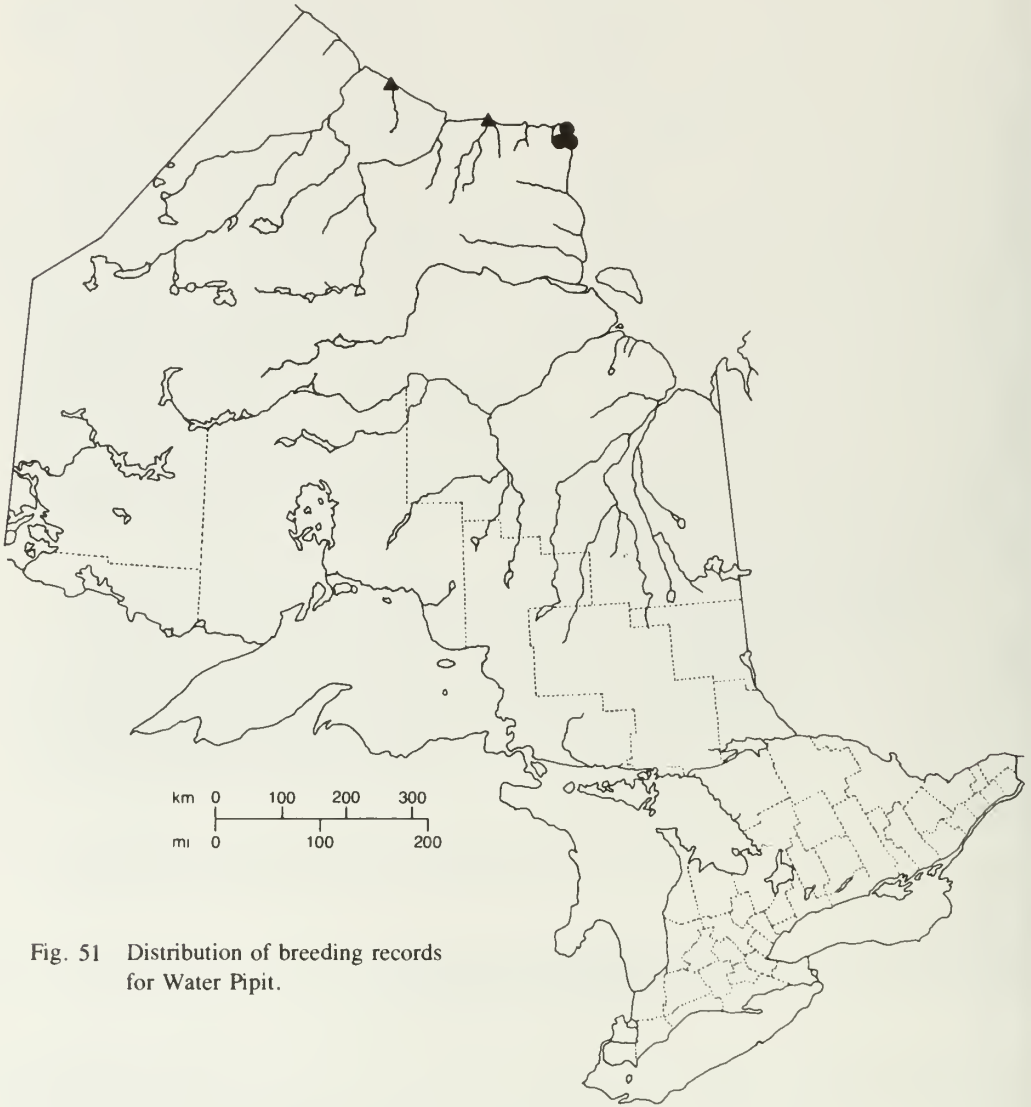 km 0 100 200 300
mi 0 100 200
Fig. 51 Distribution of breeding records
for Water Pipit.